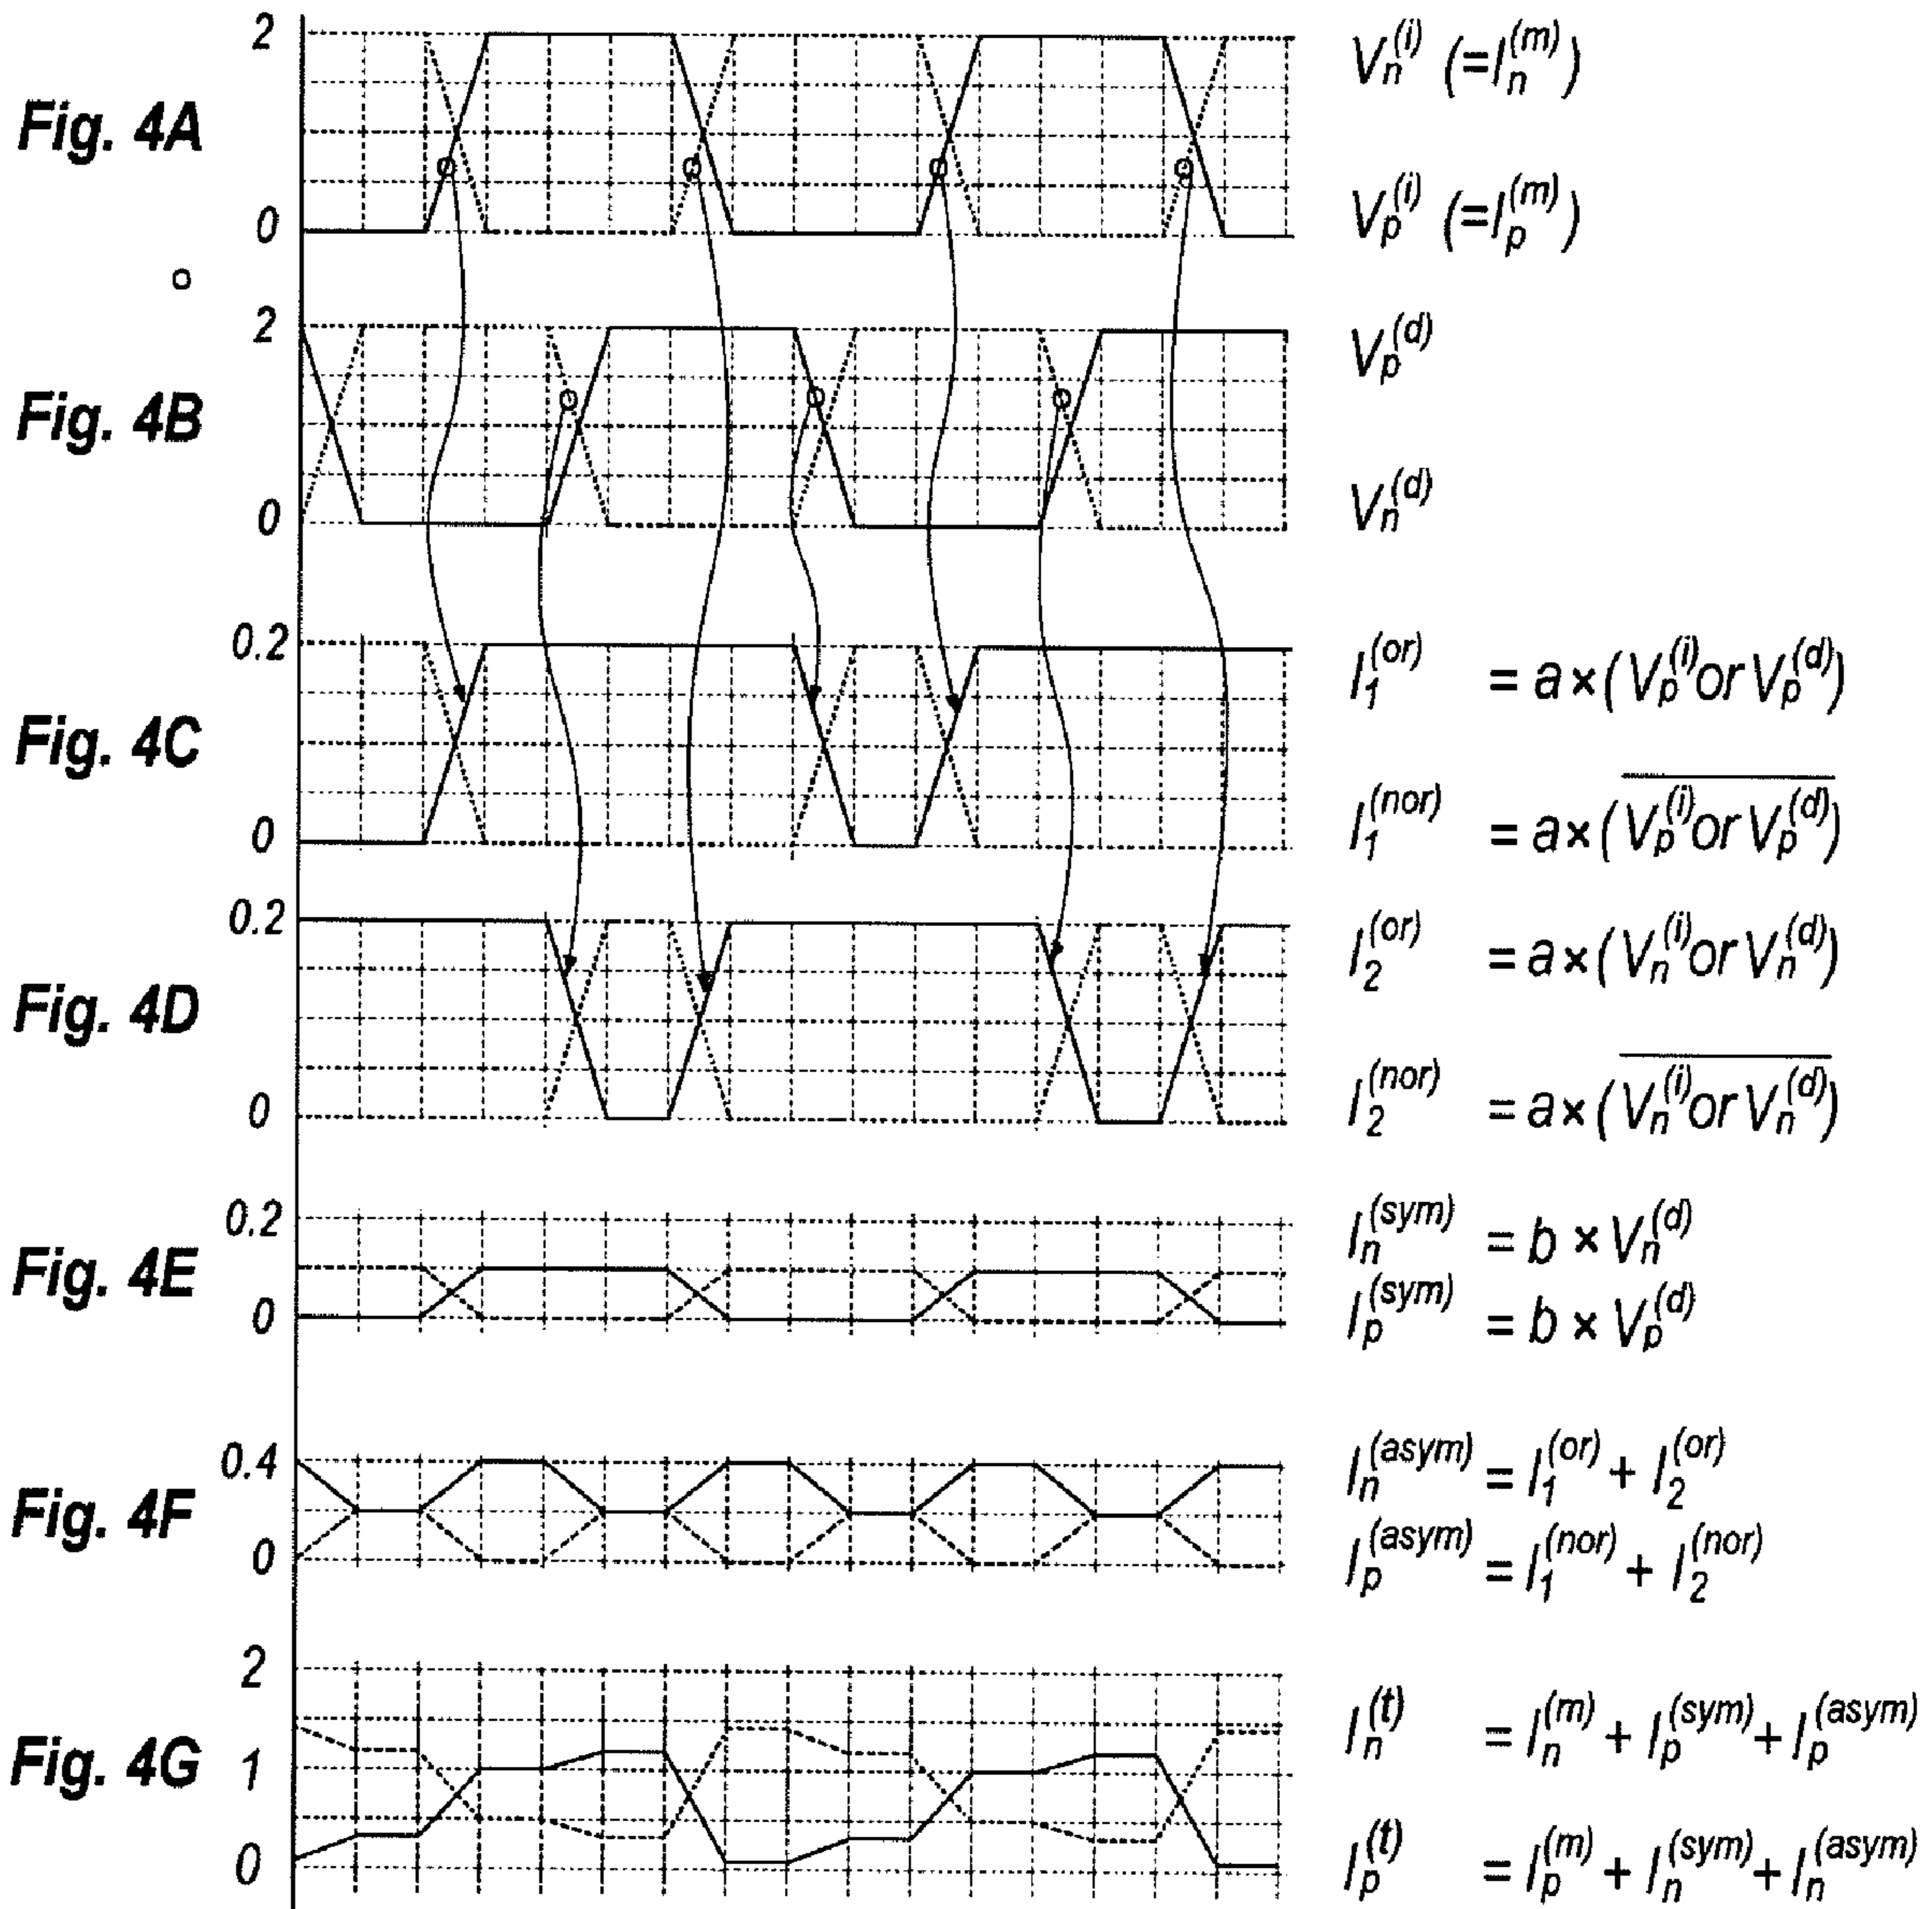 Fig. 4A
2
0
V_n^(i) (=I_n^(m))
V_p^(i) (=I_p^(m))
o
Fig. 4B
2
0
V_p^(d)
V_n^(d)
Fig. 4C
0.2
0
I_1^(or) = a × (V_p^(i) or V_p^(d))
I_1^(nor) = a × (\overline{V_p^(i) or V_p^(d)})
Fig. 4D
0.2
0
I_2^(or) = a × (V_n^(i) or V_n^(d))
I_2^(nor) = a × (\overline{V_n^(i) or V_n^(d)})
Fig. 4E
0.2
0
I_n^(sym) = b × V_n^(d)
I_p^(sym) = b × V_p^(d)
Fig. 4F
0.4
0
I_n^(asym) = I_1^(or) + I_2^(or)
I_p^(asym) = I_1^(nor) + I_2^(nor)
Fig. 4G
2
1
0
I_n^(t) = I_n^(m) + I_p^(sym) + I_p^(asym)
I_p^(t) = I_p^(m) + I_n^(sym) + I_n^(asym)